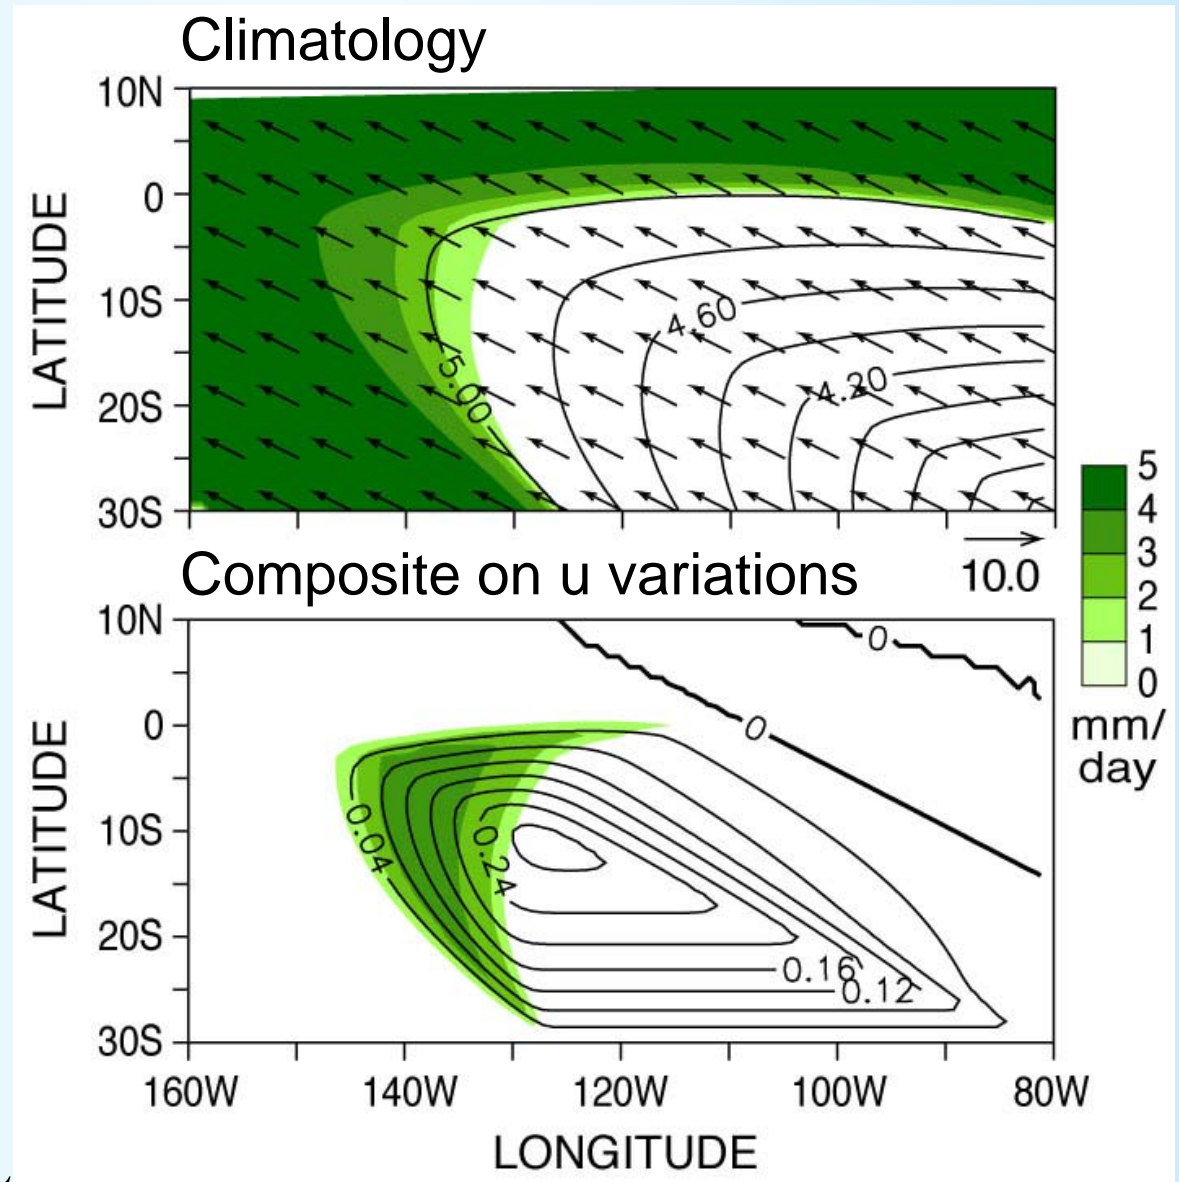 Climatology
10N
0
10S
20S
30S
LATITUDE
5.00
4.60
4.20
10.0
5
4
3
2
1
0
mm/
day
Composite on u variations
10N
0
10S
20S
30S
LATITUDE
0
0
0.04
0.24
0.16
0.12
160W 140W 120W 100W 80W
LONGITUDE